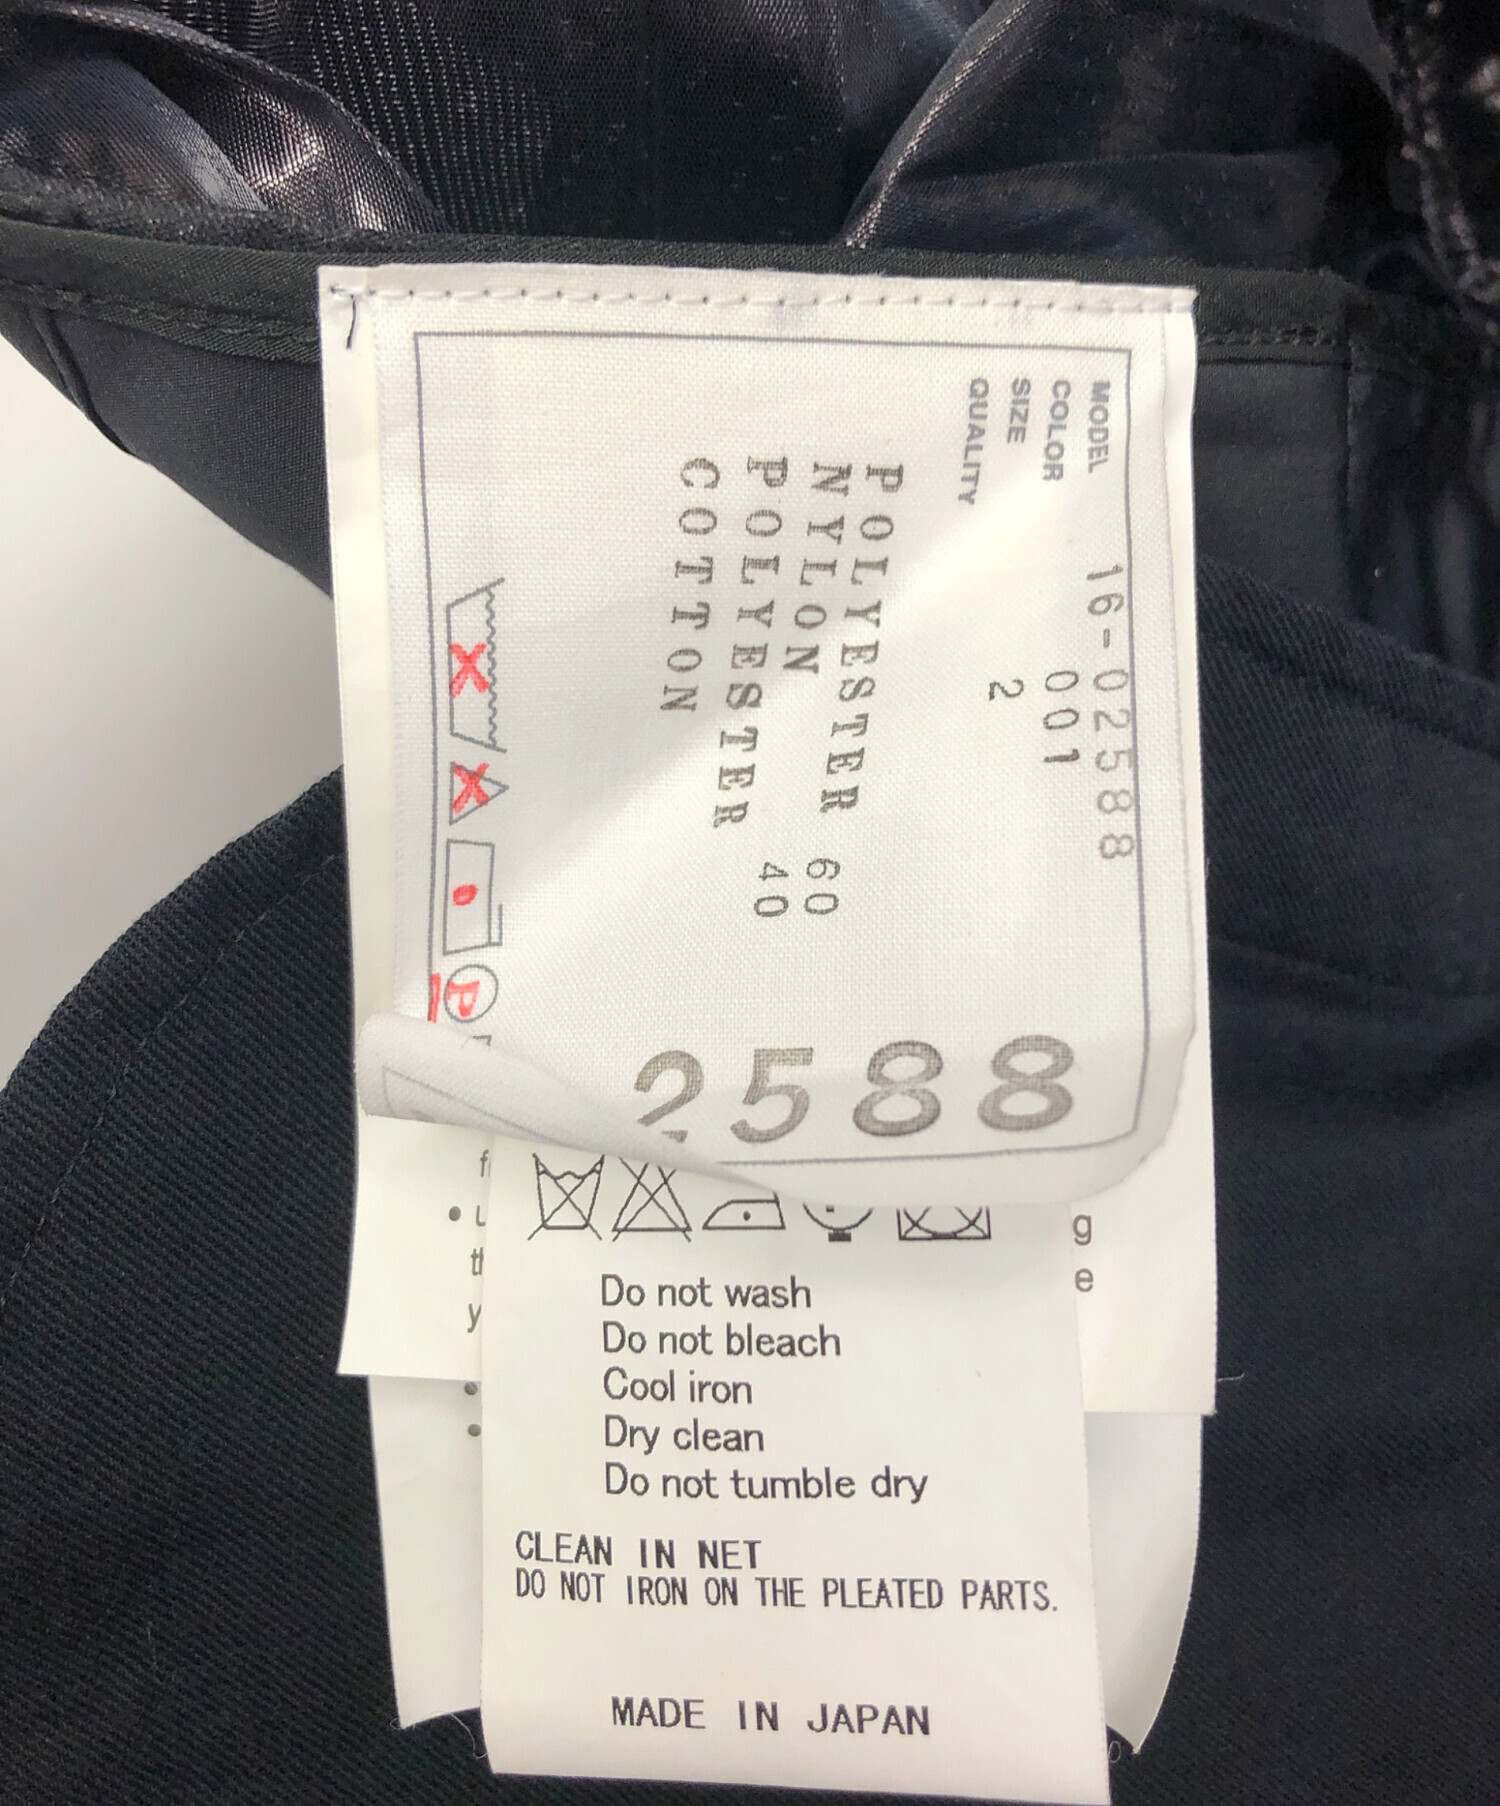 MODEL 16-02588
COLOR 001
SIZE 2
QUALITY
POLYESTER 60
NYLON 40
POLYESTER
COTTON
P
2588
g
e
y
Do not wash
Do not bleach
Cool iron
Dry clean
Do not tumble dry
CLEAN IN NET
DO NOT IRON ON THE PLEATED PARTS.
MADE IN JAPAN